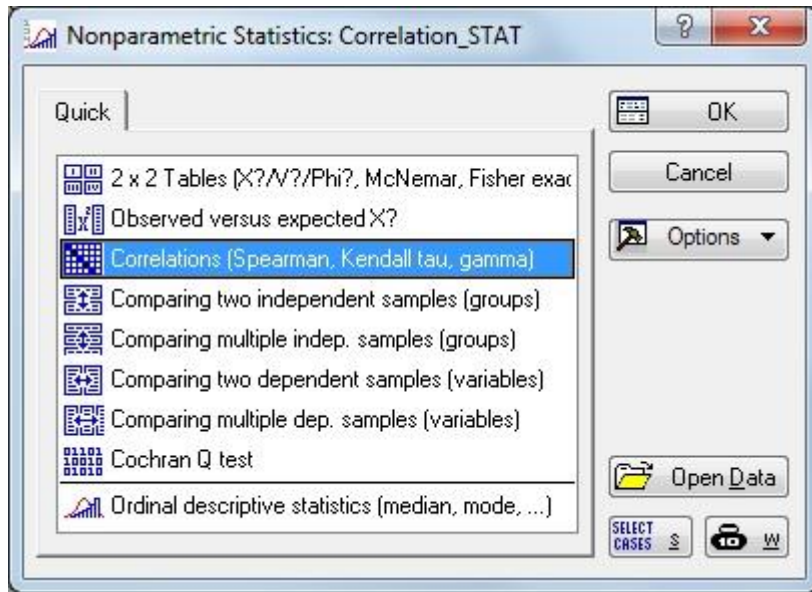 Nonparametric Statistics: Correlation_STAT
Quick
2 x 2 Tables (X?/V?/Phi?, McNemar, Fisher exac
Observed versus expected X?
Correlations (Spearman, Kendall tau, gamma)
Comparing two independent samples (groups)
Comparing multiple indep. samples (groups)
Comparing two dependent samples (variables)
Comparing multiple dep. samples (variables)
Cochran Q test
Ordinal descriptive statistics (median, mode, ...)
OK
Cancel
Options
Open Data
SELECT
CASES S
W